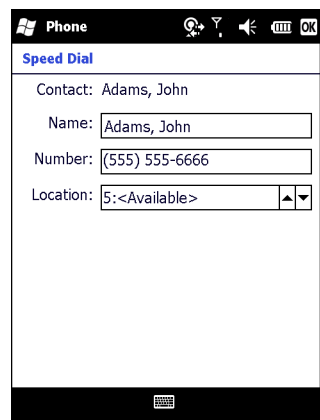 Phone OK
Speed Dial
Contact: Adams, John
Name: Adams, John
Number: (555) 555-6666
Location: 5:<Available>